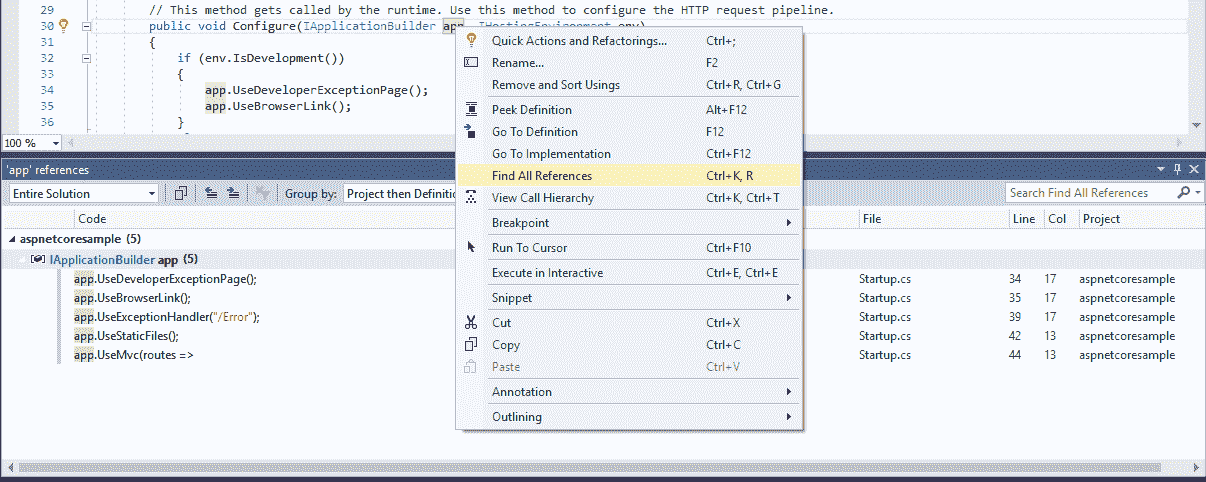 29 // This method gets called by the runtime. Use this method to configure the HTTP request pipeline.
30 public void Configure(IApplicationBuilder app, IHostingEnvironment env)
31 {
32 if (env.IsDevelopment())
33 {
34 app.UseDeveloperExceptionPage();
35 app.UseBrowserLink();
36 }
100 %
Quick Actions and Refactorings... Ctrl+;
Rename... F2
Remove and Sort Usings Ctrl+R, Ctrl+G
Peek Definition Alt+F12
Go To Definition F12
Go To Implementation Ctrl+F12
Find All References Ctrl+K, R
View Call Hierarchy Ctrl+K, Ctrl+T
Breakpoint
Run To Cursor Ctrl+F10
Execute in Interactive Ctrl+E, Ctrl+E
Snippet
Cut Ctrl+X
Copy Ctrl+C
Paste Ctrl+V
Annotation
Outlining
'app' references
Entire Solution Group by: Project then Search Find All References
Code File Line Col Project
aspnetcoresample (5)
IApplicationBuilder app (5)
app.UseDeveloperExceptionPage(); Startup.cs 34 17 aspnetcoresample
app.UseBrowserLink(); Startup.cs 35 17 aspnetcoresample
app.UseExceptionHandler("/Error"); Startup.cs 39 17 aspnetcoresample
app.UseStaticFiles(); Startup.cs 42 13 aspnetcoresample
app.UseMvc(routes => Startup.cs 44 13 aspnetcoresample